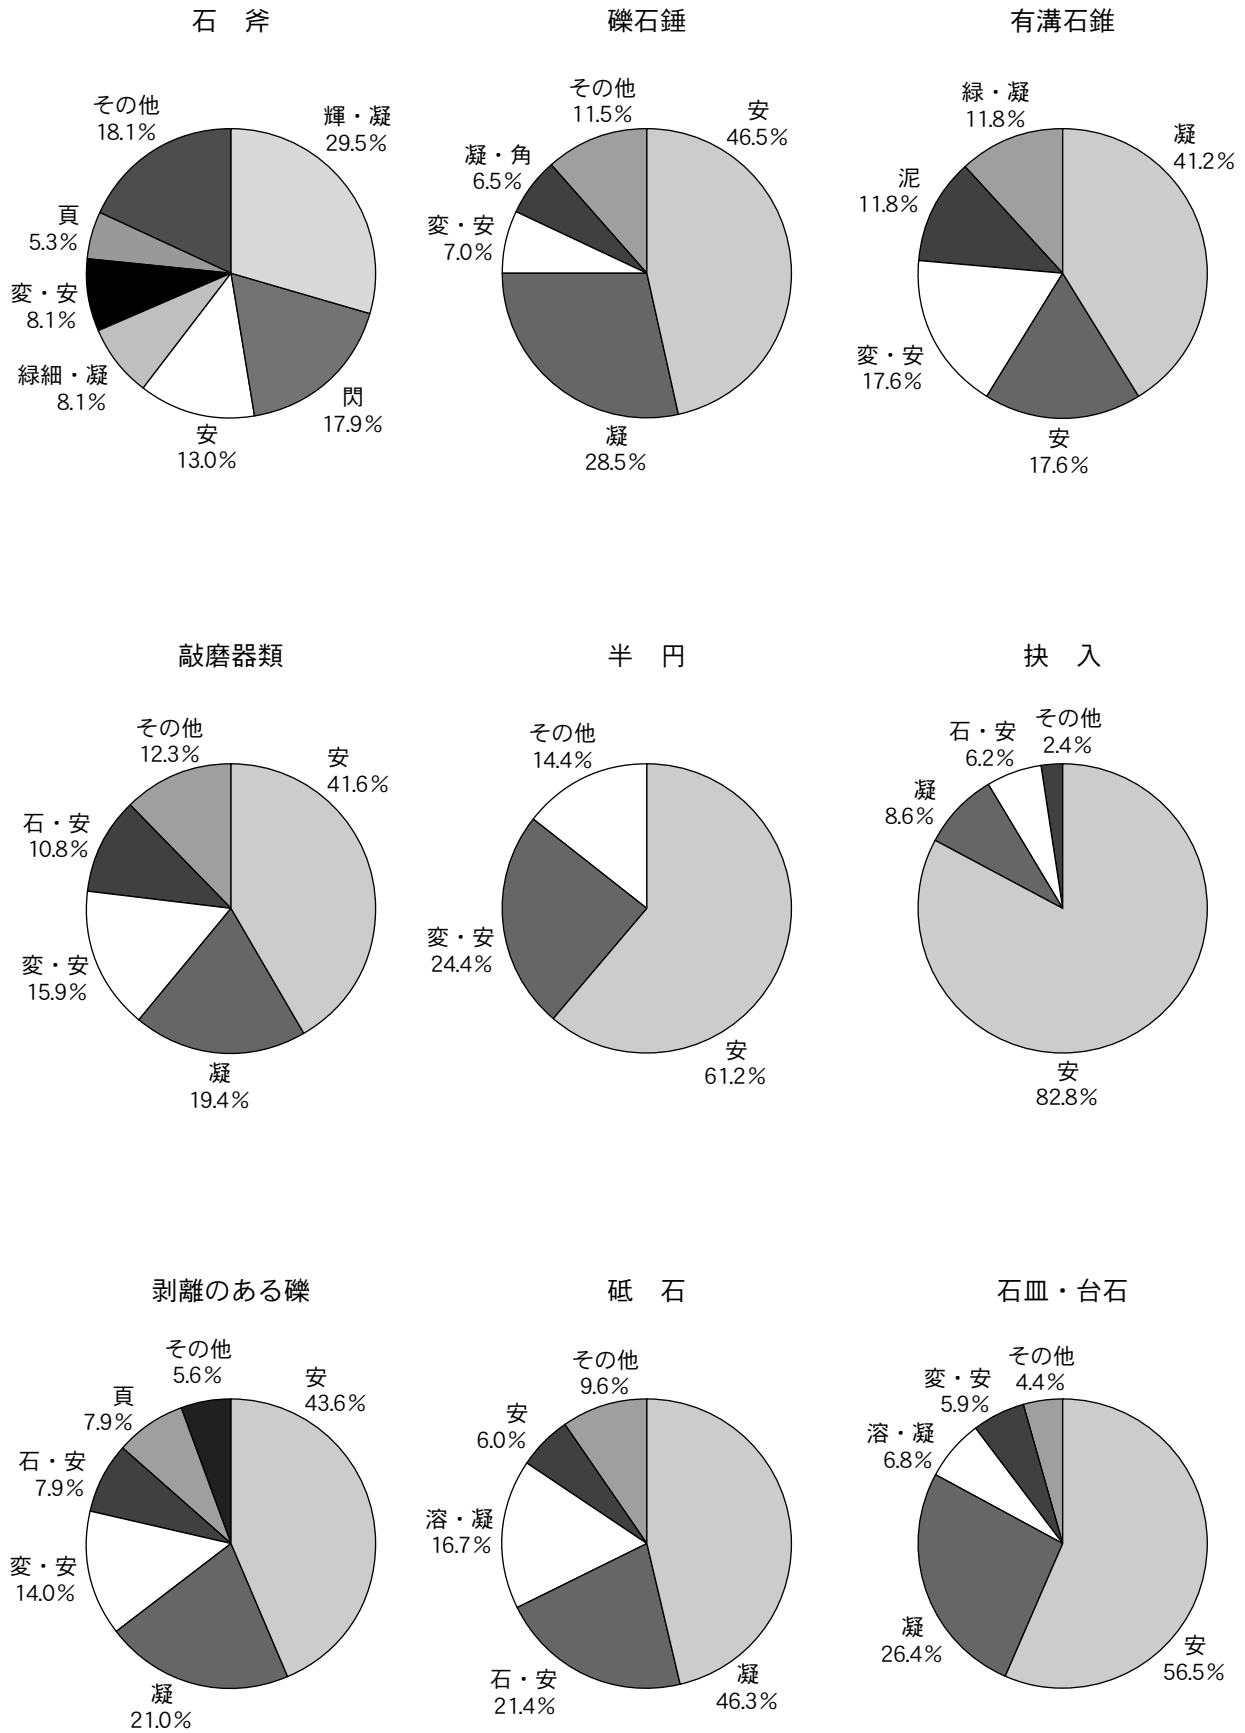 石　斧
その他
18.1%
輝・凝
29.5%
頁
5.3%
変・安
8.1%
緑細・凝
8.1%
安
13.0%
閃
17.9%
礫石錘
その他
11.5%
安
46.5%
凝・角
6.5%
変・安
7.0%
凝
28.5%
有溝石錐
緑・凝
11.8%
凝
41.2%
泥
11.8%
変・安
17.6%
安
17.6%
敲磨器類
その他
12.3%
安
41.6%
石・安
10.8%
変・安
15.9%
凝
19.4%
半　円
その他
14.4%
変・安
24.4%
安
61.2%
抉　入
石・安
6.2%
その他
2.4%
凝
8.6%
安
82.8%
剥離のある礫
その他
5.6%
安
43.6%
頁
7.9%
石・安
7.9%
変・安
14.0%
凝
21.0%
砥　石
その他
9.6%
安
6.0%
溶・凝
16.7%
石・安
21.4%
凝
46.3%
石皿・台石
その他
4.4%
変・安
5.9%
溶・凝
6.8%
凝
26.4%
安
56.5%